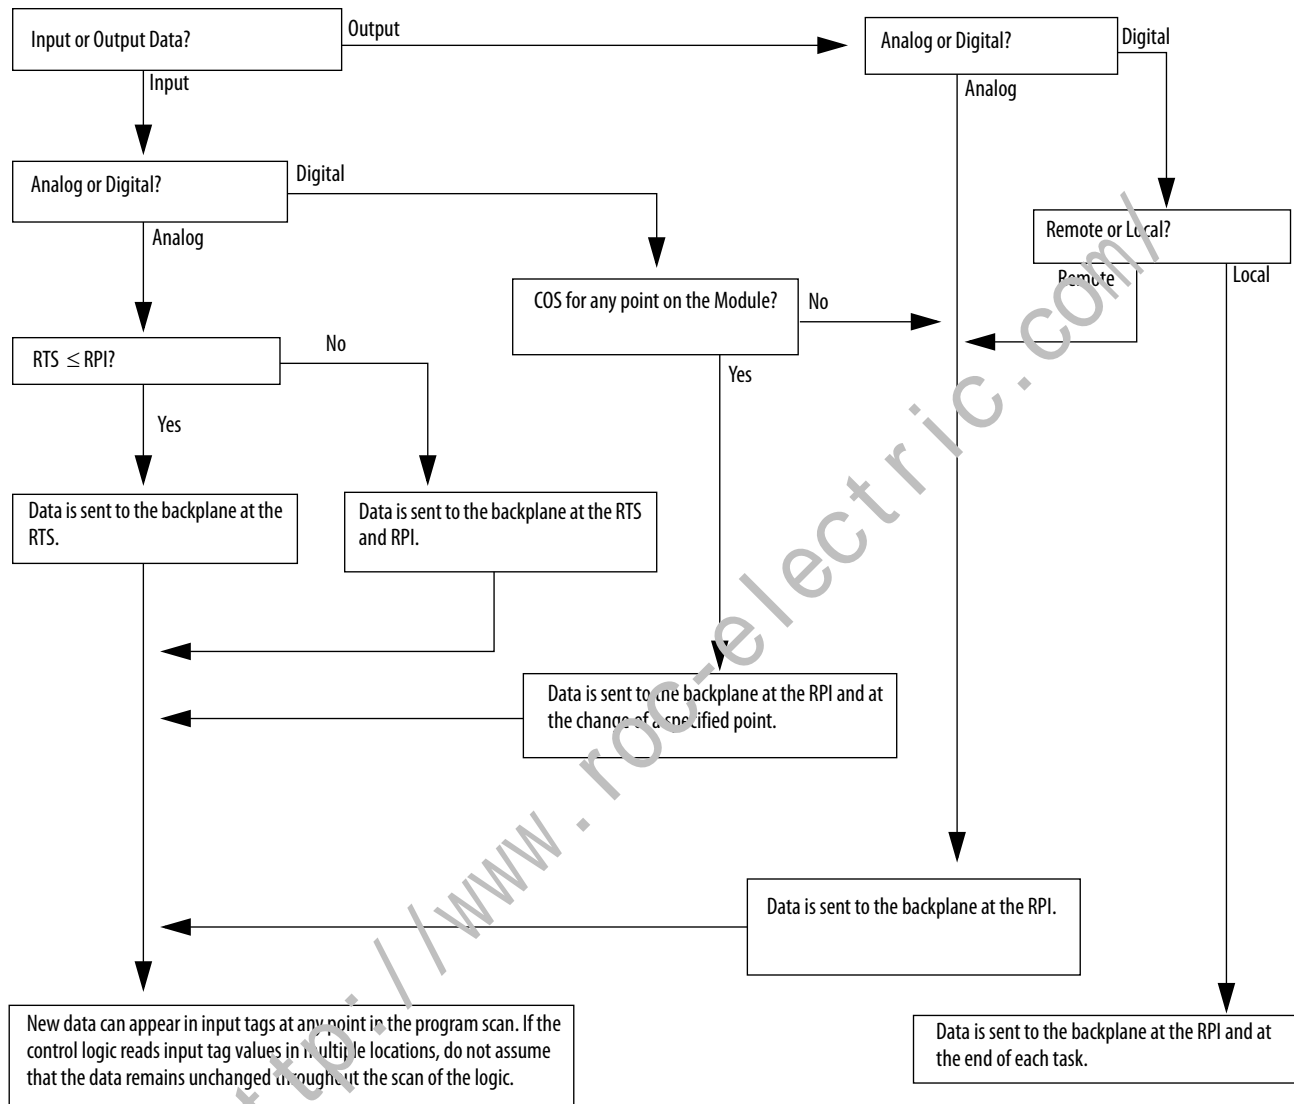 Input or Output Data?
Output
Analog or Digital?
Digital
Input
Analog
Analog or Digital?
Digital
Remote or Local?
Analog
Remote
Local
COS for any point on the Module?
No
RTS ≤ RPI?
No
Yes
Yes
Data is sent to the backplane at the
RTS.
Data is sent to the backplane at the RTS
and RPI.
Data is sent to the backplane at the RPI and at
the change of a specified point.
Data is sent to the backplane at the RPI.
New data can appear in input tags at any point in the program scan. If the
control logic reads input tag values in multiple locations, do not assume
that the data remains unchanged throughout the scan of the logic.
Data is sent to the backplane at the RPI and at
the end of each task.
ttp://www.roc-electric.com/